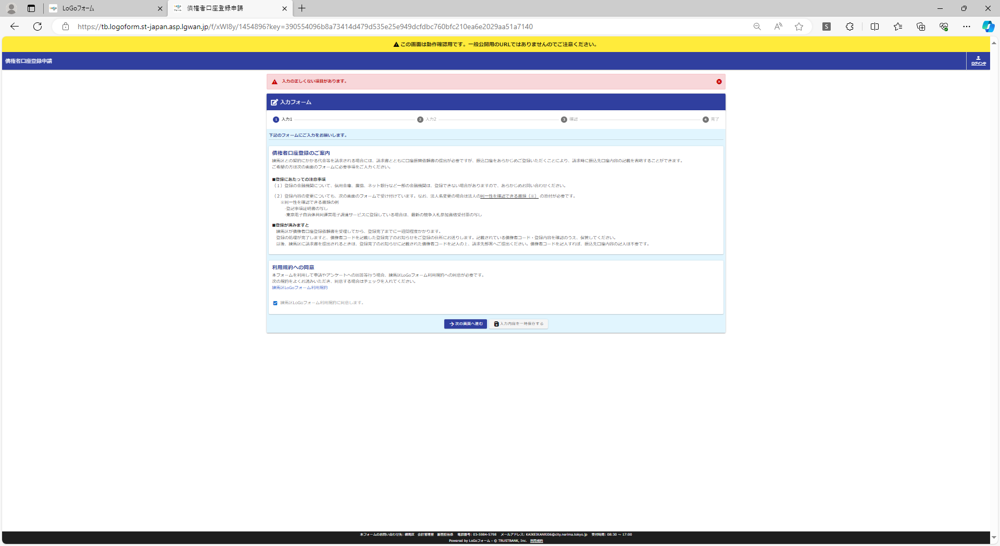 LoGoフォーム
債権者口座登録申請
https://tb.logoform.st-japan.asp.lgwan.jp/f/xWI8y/1454896?key=390554096b8a73414d479d535e25e949dcfdbc760bfc210ea6e2029aa51a7140
この画面は動作確認用です。一般公開用のURLではありませんのでご注意ください。
債権者口座登録申請
ログイン中
入力の正しくない項目があります。
入力フォーム
1 入力1
2 入力2
3 確認
4 完了
下記のフォームにご入力をお願いします。
債権者口座登録のご案内
練馬区との契約にかかる代金等を請求される場合には、請求書とともに口座振替依頼書の提出が必要ですが、振込口座をあらかじめご登録いただくことにより、請求時に振込先口座内容の記載を省略することができます。
ご希望の方は次の画面のフォームに必要事項をご入力ください。
■登録にあたっての注意事項
（1）登録の金融機関について、信用金庫、農協、ネット銀行など一部の金融機関は、登録できない場合がありますので、あらかじめお問い合わせください。
（2）登録内容の変更についても、次の画面のフォームで受け付けています。なお、法人名変更の場合は法人の同一性を確認できる書類（※） の添付が必要です。
※同一性を確認できる書類の例
-登記事項証明書の写し
-東京電子自治体共同運営電子調達サービスに登録している場合は、最新の競争入札参加資格受付票の写し
■登録が済みますと
練馬区が債権者口座登録依頼書を受理してから、登録完了までに一週間程度かかります。
登録の処理が完了しますと、債権者コードを記載した登録完了のお知らせをご登録の住所にお送りします。記載されている債権者コード・登録内容を確認のうえ、保管してください。
以後、練馬区に請求書を提出されるときは、登録完了のお知らせに記載された債権者コードを記入の上、請求先部署へご提出ください。債権者コードを記入すれば、振込先口座内容の記入は不要です。
利用規約への同意
本フォームを利用して申請やアンケートへの回答等行う場合、練馬区LoGoフォーム利用規約への同意が必要です。
次の規約をよくお読みいただき、同意する場合はチェックを入れてください。
練馬区LoGoフォーム利用規約
練馬区LoGoフォーム利用規約に同意します。
次の画面へ進む
入力内容を一時保存する
本フォームのお問い合わせ先: 練馬区 会計管理室 審査担当係 電話番号: 03-5984-5798 メールアドレス: KAIKEIKANRI06@city.nerima.tokyo.jp 受付時間: 08:30 ～ 17:00
Powered by LoGoフォーム - © TRUSTBANK, Inc. 利用規約